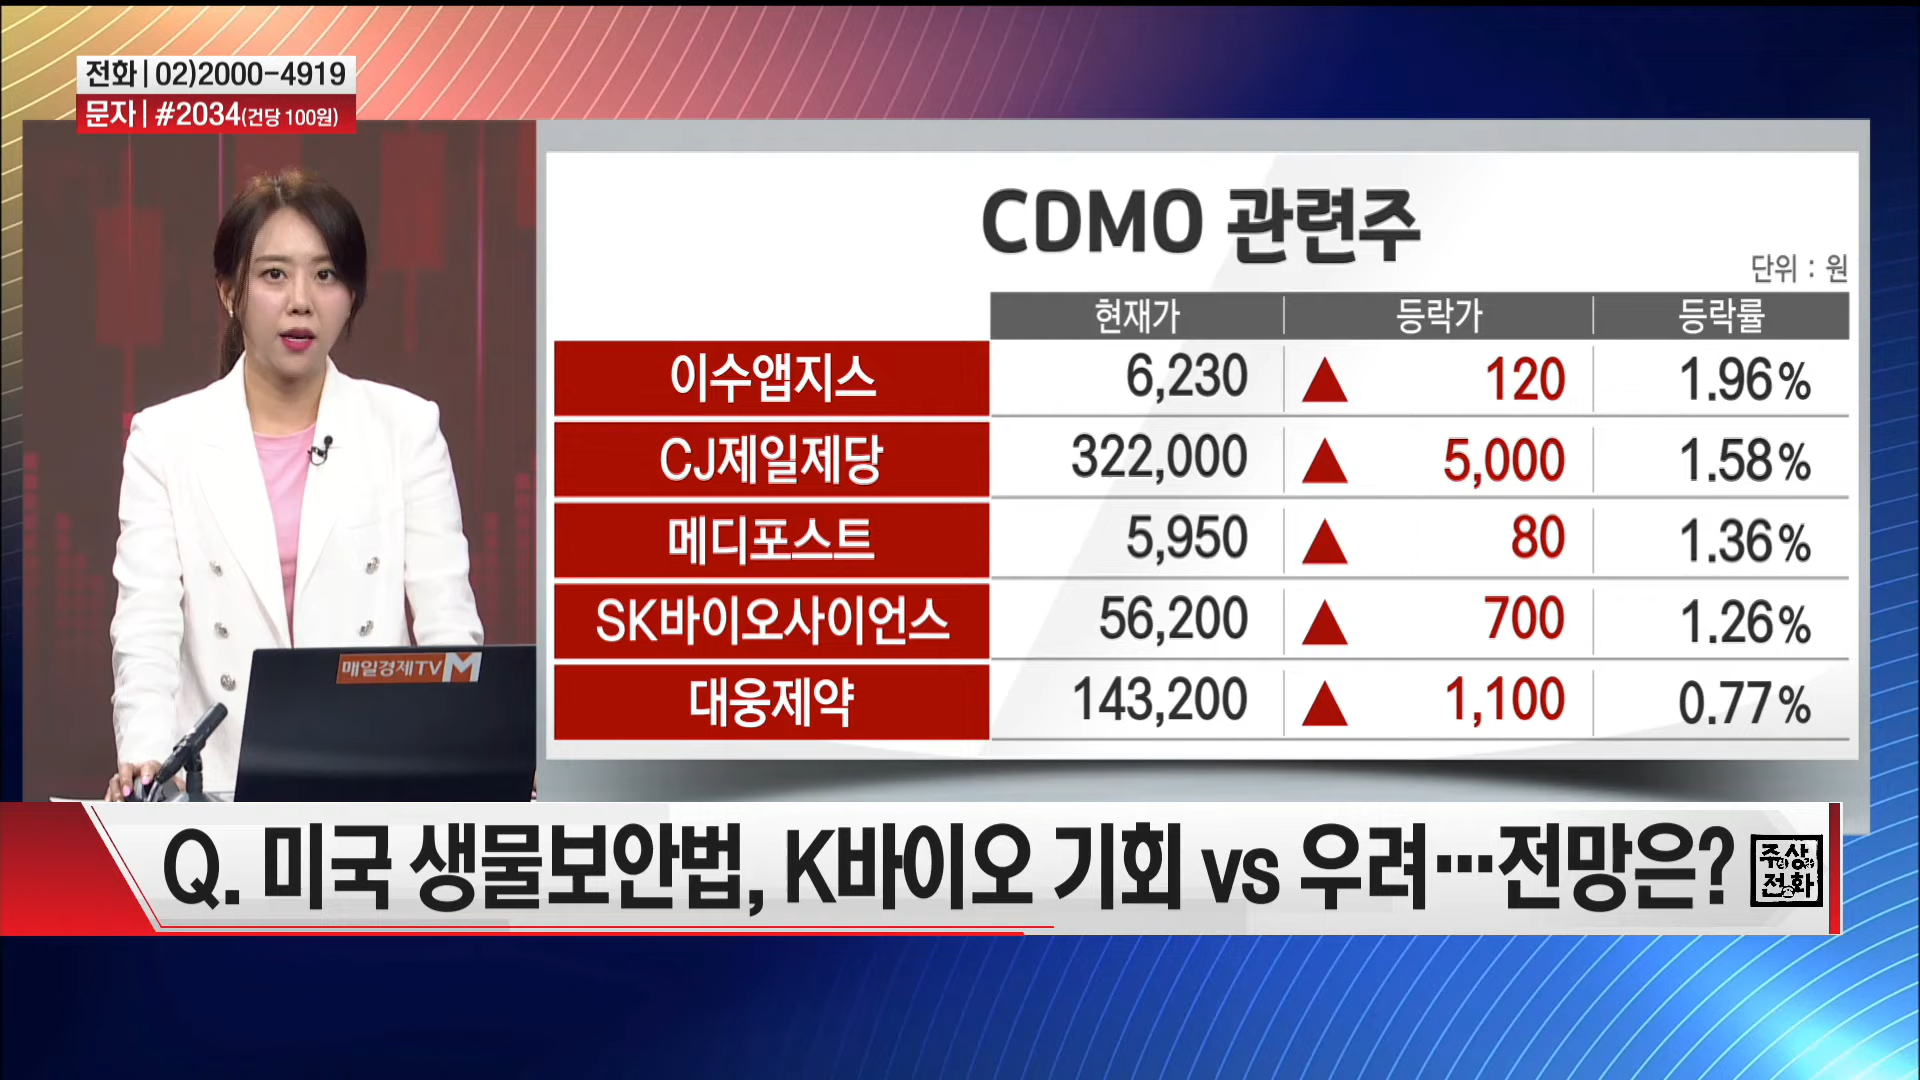 전화 | 02)2000-4919
문자 | #2034(건당 100원)
CDMO 관련주
단위 : 원
현재가 등락가 등락률
이수앱지스 6,230 ▲ 120 1.96%
CJ제일제당 322,000 ▲ 5,000 1.58%
메디포스트 5,950 ▲ 80 1.36%
SK바이오사이언스 56,200 ▲ 700 1.26%
대웅제약 143,200 ▲ 1,100 0.77%
매일경제TV M
Q. 미국 생물보안법, K바이오 기회 vs 우려…전망은?
주상
전화